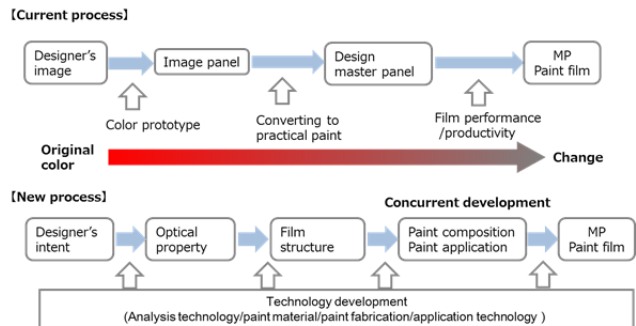 【Current process】
Designer's
image
Image panel
Design
master panel
MP
Paint film
Color prototype
Converting to
practical paint
Film performance
/productivity
Original
color
Change
【New process】
Concurrent development
Designer's
intent
Optical
property
Film
structure
Paint composition
Paint application
MP
Paint film
Technology development
(Analysis technology/paint material/paint fabrication/application technology )